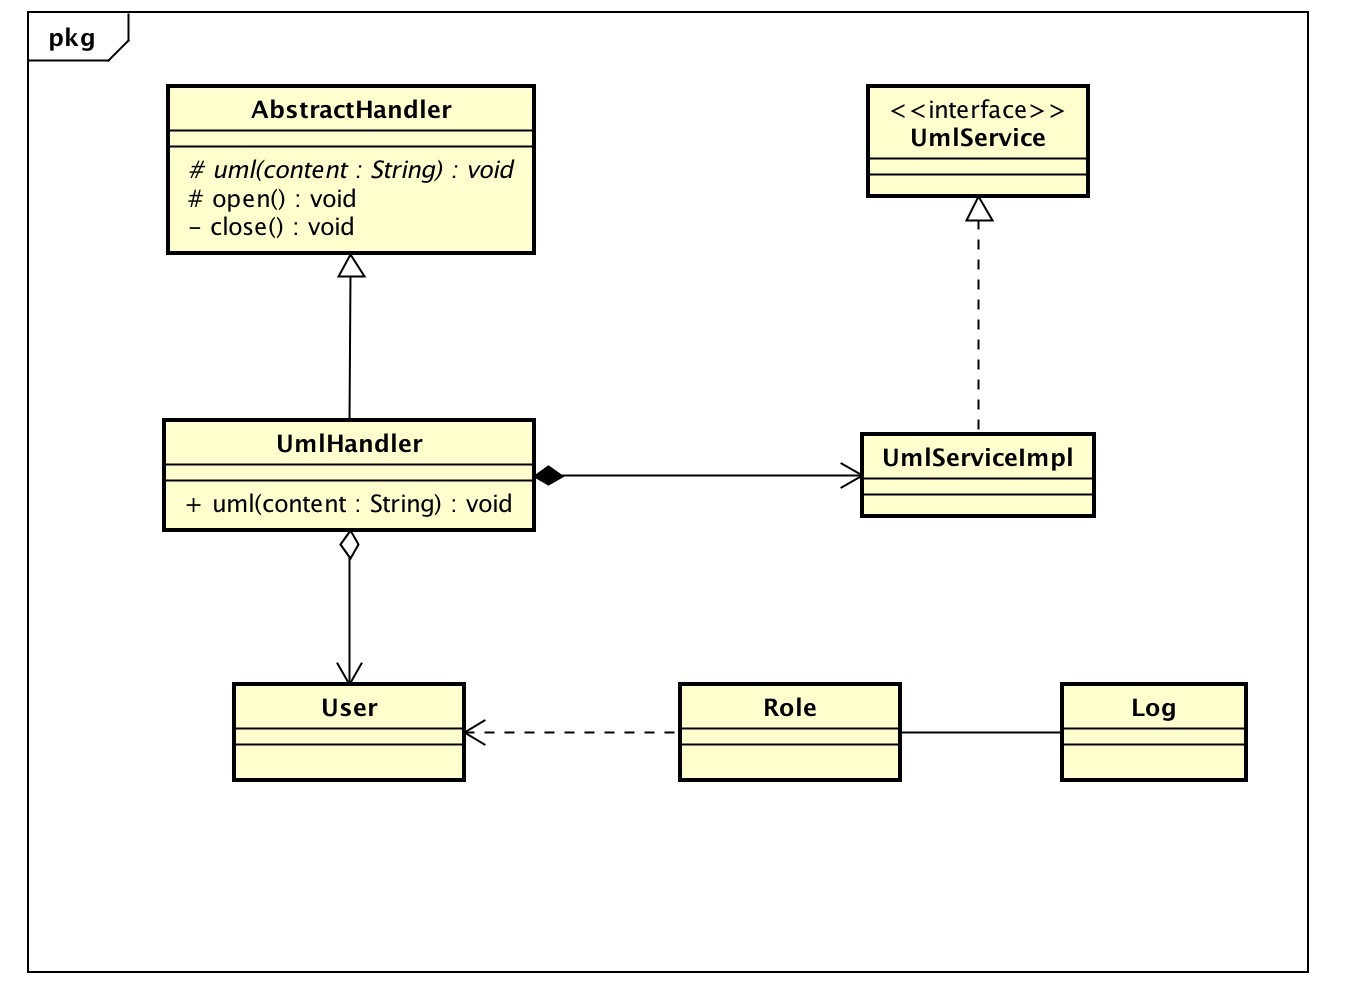 pkg
AbstractHandler
# uml(content : String) : void
# open() : void
- close() : void
<<interface>>
UmlService
UmlHandler
+ uml(content : String) : void
UmlServiceImpl
User
Role
Log